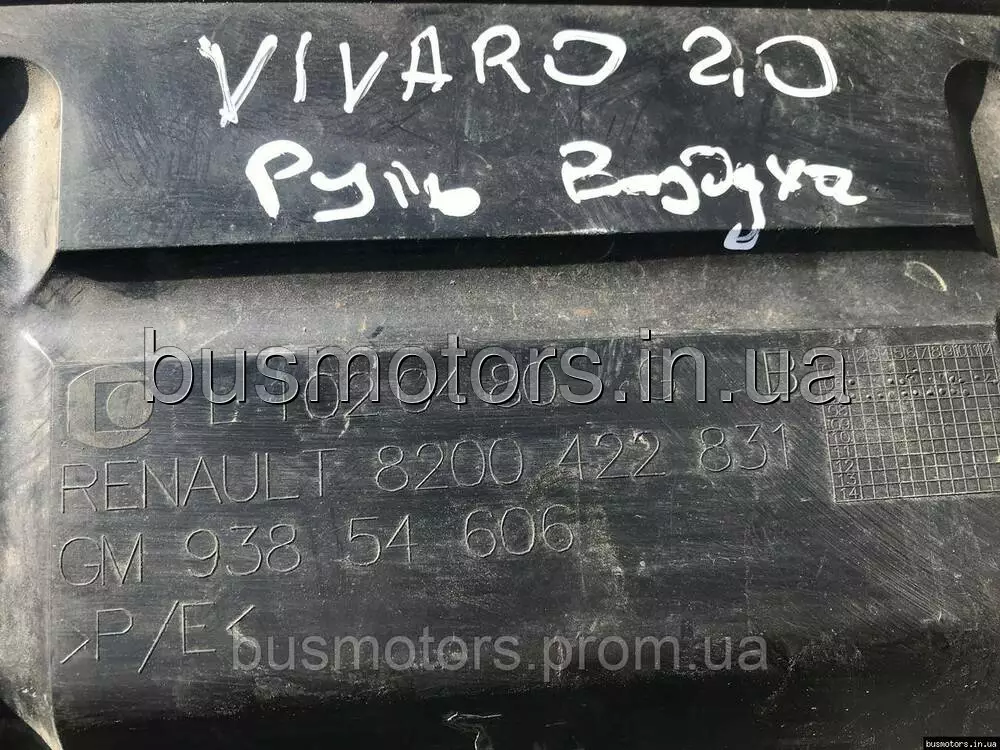 VIVARO 2,0
Руль Воздуха
busmotors.in.ua
RENAULT 8200 422 831
GM 938 54 606
>P/E<
busmotors.prom.ua
busmotors.in.ua